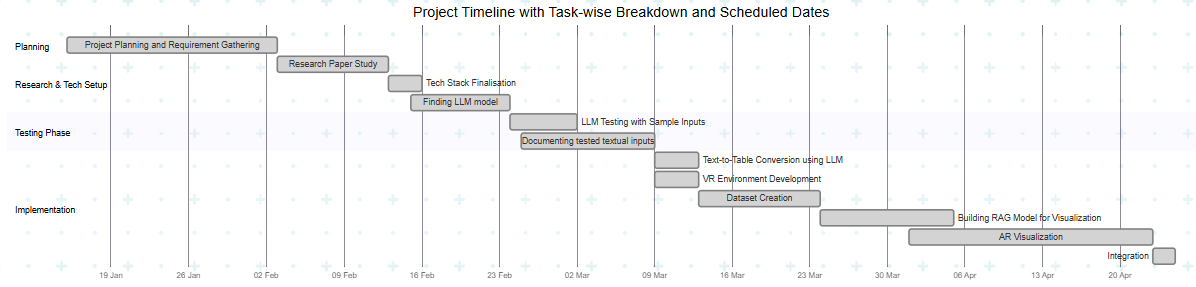 Project Timeline with Task-wise Breakdown and Scheduled Dates
Planning
Project Planning and Requirement Gathering
Research Paper Study
Research & Tech Setup
Tech Stack Finalisation
Finding LLM model
Testing Phase
LLM Testing with Sample Inputs
Documenting tested textual inputs
Implementation
Text-to-Table Conversion using LLM
VR Environment Development
Dataset Creation
Building RAG Model for Visualization
AR Visualization
Integration
19 Jan 26 Jan 02 Feb 09 Feb 16 Feb 23 Feb 02 Mar 09 Mar 16 Mar 23 Mar 30 Mar 06 Apr 13 Apr 20 Apr